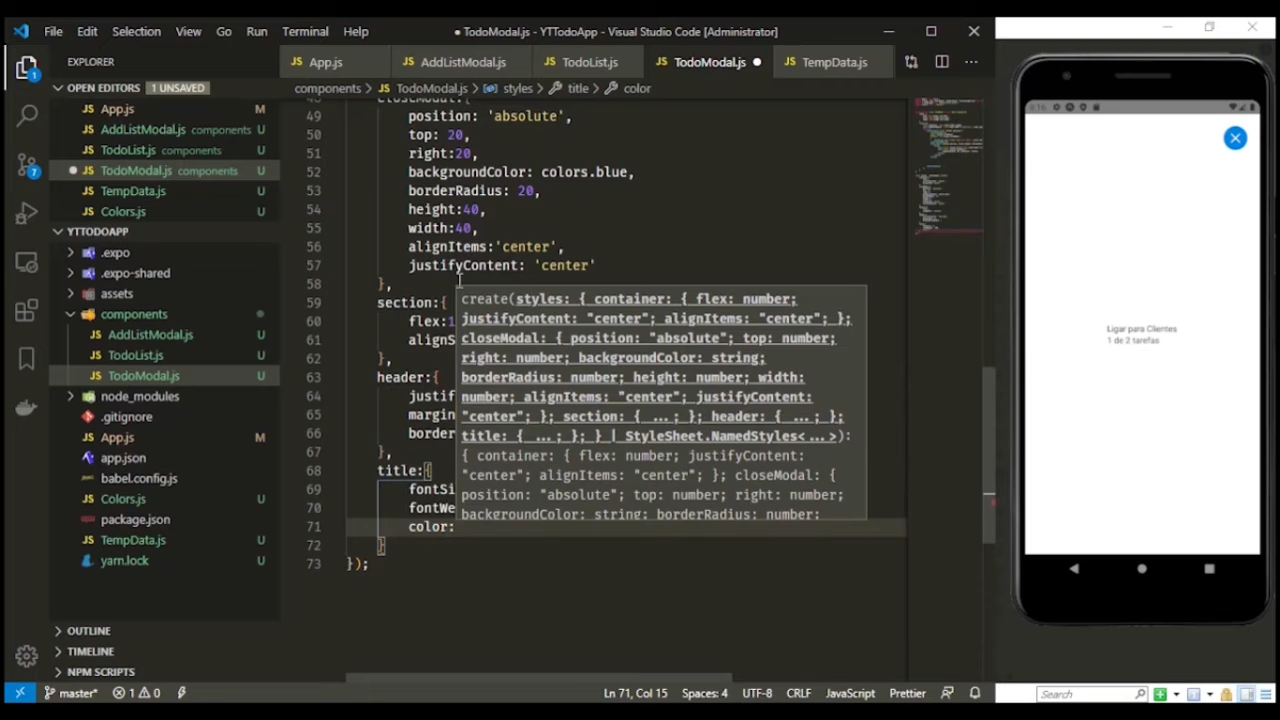 File Edit Selection View Go Run Terminal Help
● TodoModal.js - YTTodoApp - Visual Studio Code [Administrator]
EXPLORER
App.js
AddListModal.js
TodoList.js
TodoModal.js
TempData.js
OPEN EDITORS 1 UNSAVED
App.js M
AddListModal.js components U
TodoList.js components U
TodoModal.js components U
TempData.js U
Colors.js U
YTTODOAPP
.expo
.expo-shared
assets
components
AddListModal.js U
TodoList.js U
TodoModal.js U
node_modules
.gitignore
App.js M
app.json
babel.config.js
Colors.js U
package.json
TempData.js U
yarn.lock U
OUTLINE
TIMELINE
NPM SCRIPTS
1
7
components > TodoModal.js > styles > title > color
48 closeModal:{
49 position: 'absolute',
50 top: 20,
51 right:20,
52 backgroundColor: colors.blue,
53 borderRadius: 20,
54 height:40,
55 width:40,
56 alignItems:'center',
57 justifyContent: 'center'
58 },
59 section:{
60 flex:1
61 alignS
62 },
63 header:{
64 justif
65 margin
66 border
67 },
68 title:{
69 fontSi
70 fontWe
71 color:
72 }
73 });
create(styles: { container: { flex: number;
justifyContent: "center"; alignItems: "center"; };
closeModal: { position: "absolute"; top: number;
right: number; backgroundColor: string;
borderRadius: number; height: number; width:
number; alignItems: "center"; justifyContent:
"center"; }; section: { ...; }; header: { ...; };
title: { ...; }; } | StyleSheet.NamedStyles<...>):
{ container: { flex: number; justifyContent:
"center"; alignItems: "center"; }; closeModal: {
position: "absolute"; top: number; right: number;
backgroundColor: string; borderRadius: number;
9:16
Ligar para Clientes
1 de 2 tarefas
master* 1 0 Ln 71, Col 15 Spaces: 4 UTF-8 CRLF JavaScript Prettier
Search